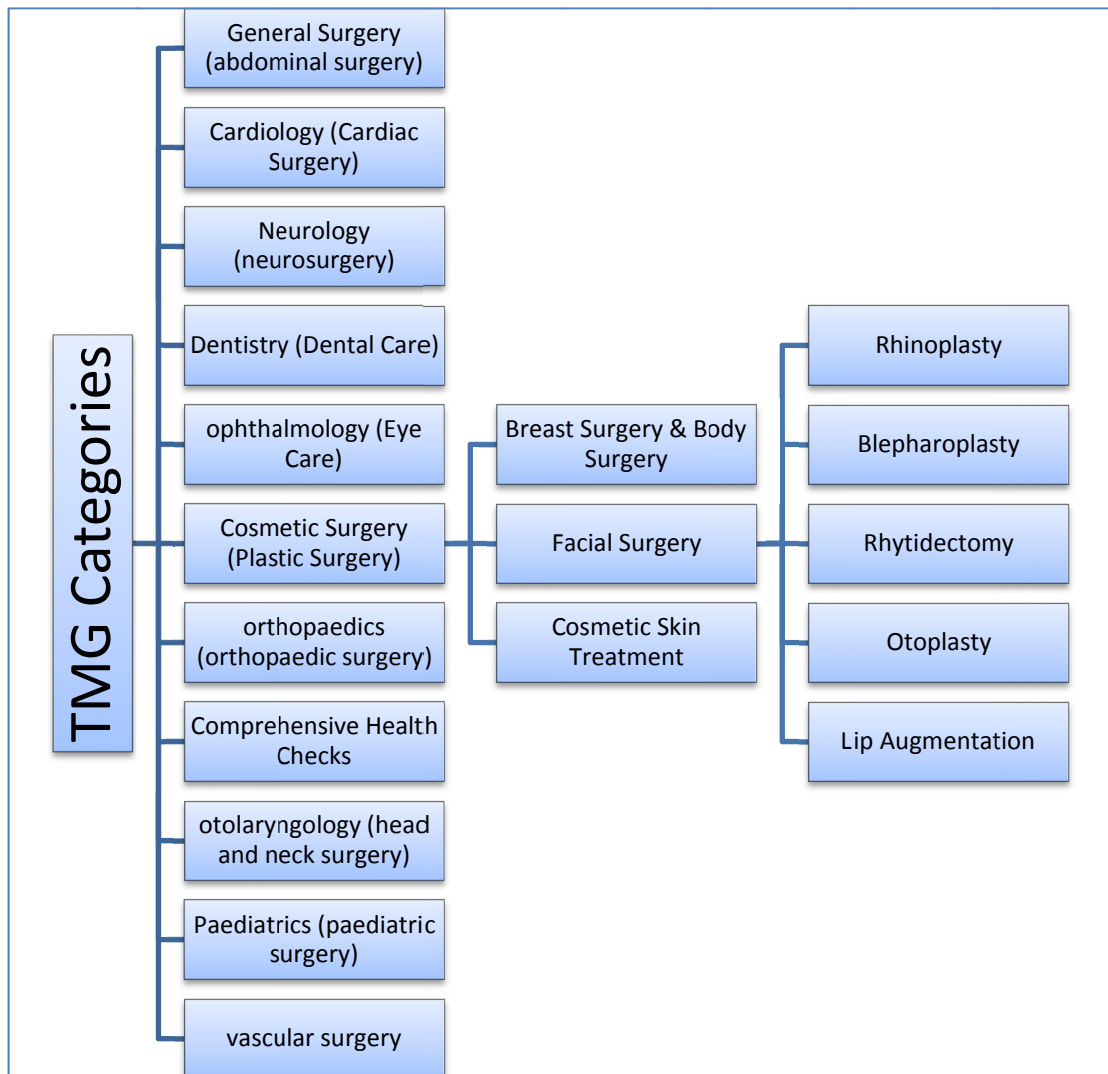 TMG Categories
General Surgery
(abdominal surgery)
Cardiology (Cardiac
Surgery)
Neurology
(neurosurgery)
Dentistry (Dental Care)
ophthalmology (Eye
Care)
Cosmetic Surgery
(Plastic Surgery)
orthopaedics
(orthopaedic surgery)
Comprehensive Health
Checks
otolaryngology (head
and neck surgery)
Paediatrics (paediatric
surgery)
vascular surgery
Breast Surgery & Body
Surgery
Facial Surgery
Cosmetic Skin
Treatment
Rhinoplasty
Blepharoplasty
Rhytidectomy
Otoplasty
Lip Augmentation